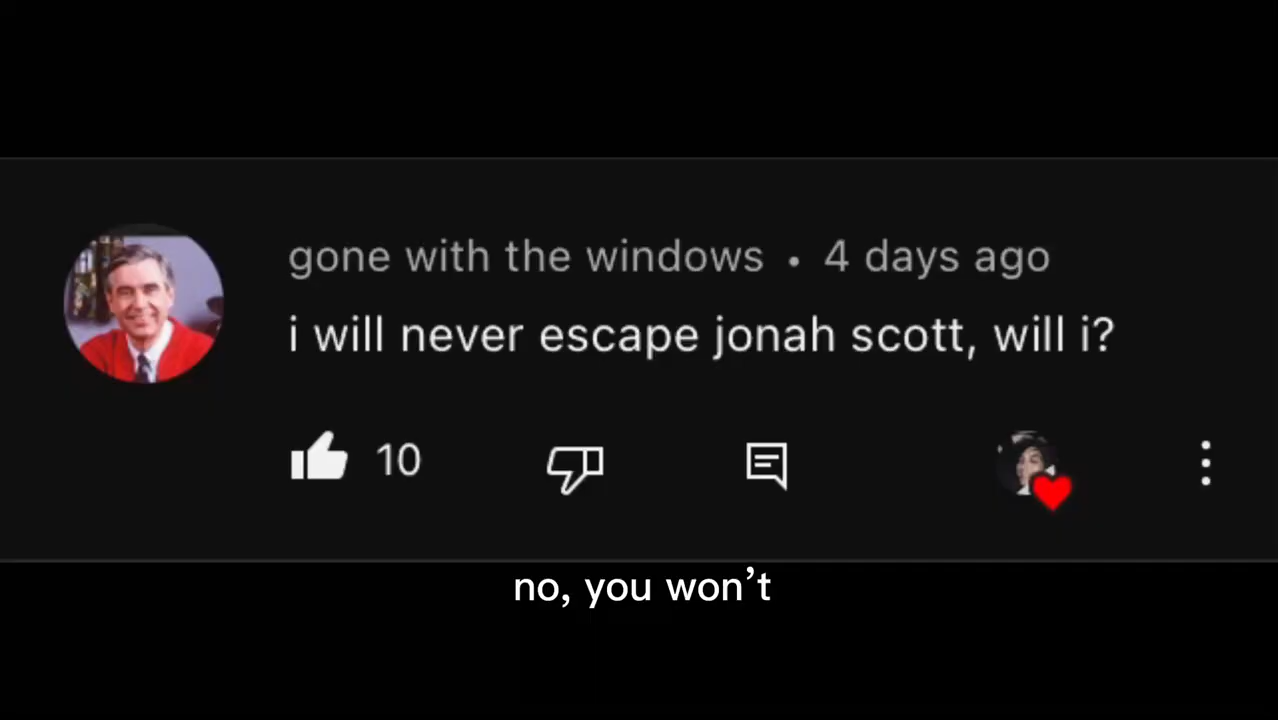 gone with the windows • 4 days ago
i will never escape jonah scott, will i?
10
no, you won’t